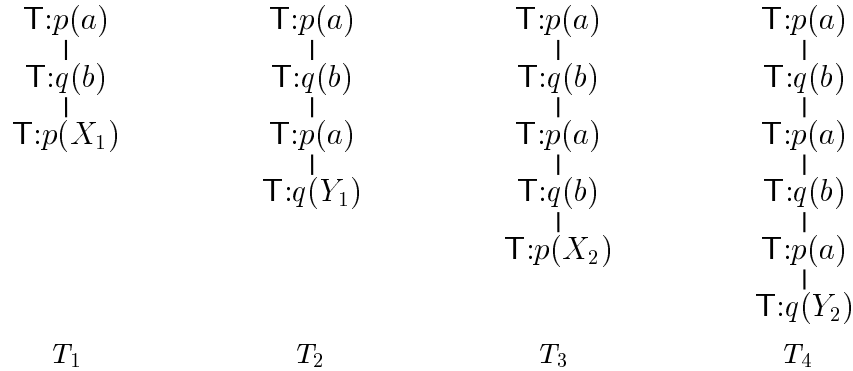 T:p(a) T:p(a) T:p(a) T:p(a)
T:q(b) T:q(b) T:q(b) T:q(b)
T:p(X₁) T:p(a) T:p(a) T:p(a)
T:q(Y₁) T:q(b) T:q(b)
T:p(X₂) T:p(a)
T:q(Y₂)
T₁ T₂ T₃ T₄